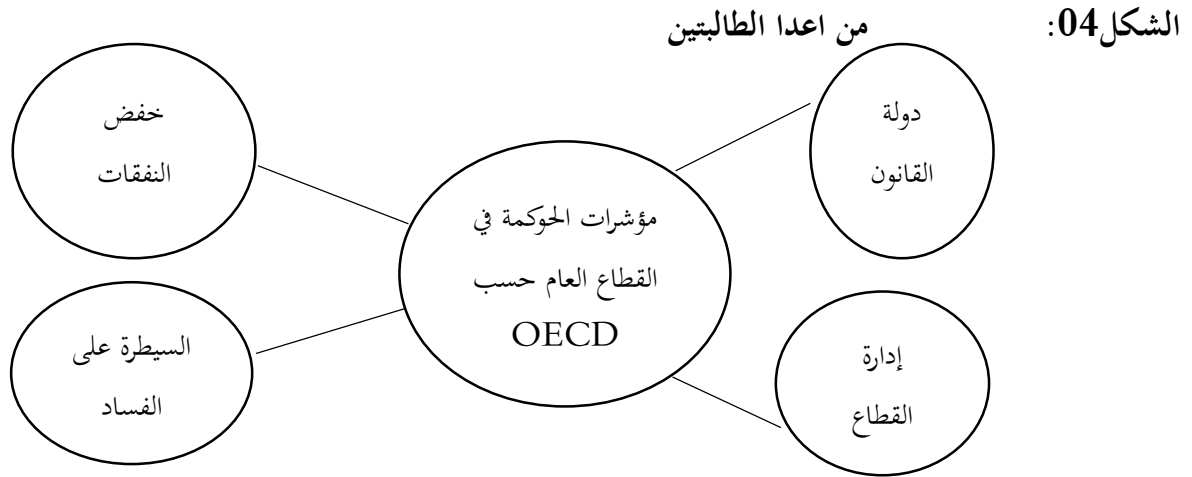 الشكل04: من اعدا الطالبتين
دولة
القانون
خفض
النفقات
مؤشرات الحوكمة في
القطاع العام حسب
OECD
إدارة
القطاع
السيطرة على
الفساد